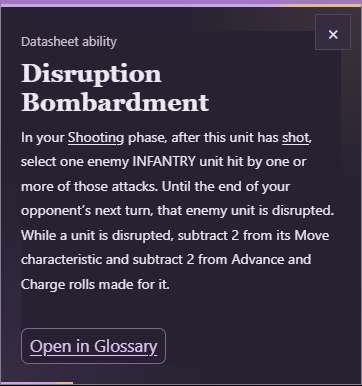 Datasheet ability
×
Disruption
Bombardment
In your Shooting phase, after this unit has shot,
select one enemy INFANTRY unit hit by one or
more of those attacks. Until the end of your
opponent’s next turn, that enemy unit is disrupted.
While a unit is disrupted, subtract 2 from its Move
characteristic and subtract 2 from Advance and
Charge rolls made for it.
Open in Glossary